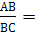 AB/BC =